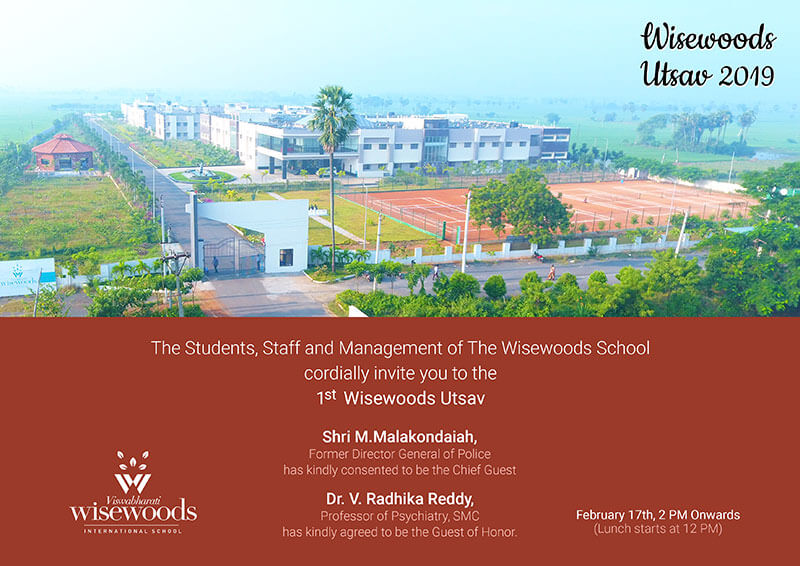 Wisewoods
Utsav 2019
wisewoods
The Students, Staff and Management of The Wisewoods School
cordially invite you to the
1st Wisewoods Utsav
Shri M.Malakondaiah,
Former Director General of Police
has kindly consented to be the Chief Guest
Dr. V. Radhika Reddy,
Professor of Psychiatry, SMC
has kindly agreed to be the Guest of Honor.
Viswabharati
wisewoods
INTERNATIONAL SCHOOL
February 17th, 2 PM Onwards
(Lunch starts at 12 PM)